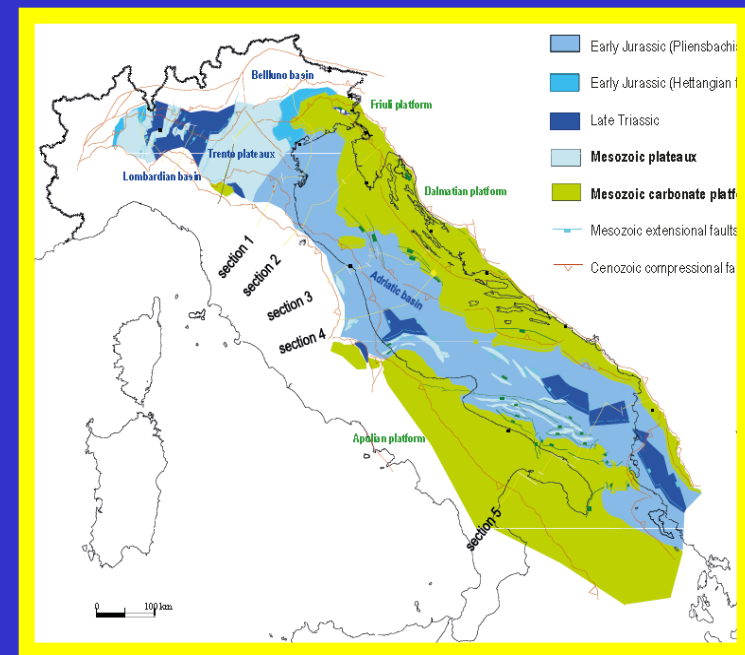 Early Jurassic (Pliensbachi
Early Jurassic (Hettangian
Late Triassic
Mesozoic plateaux
Mesozoic carbonate platf
Mesozoic extensional faults
Cenozoic compressional fa
Bellluno basin
Friuli platform
Trento plateaux
Lombardian basin
Dalmatian platform
section 1
section 2
section 3
section 4
Adriatic basin
Apulian platform
section 5
0 100 km